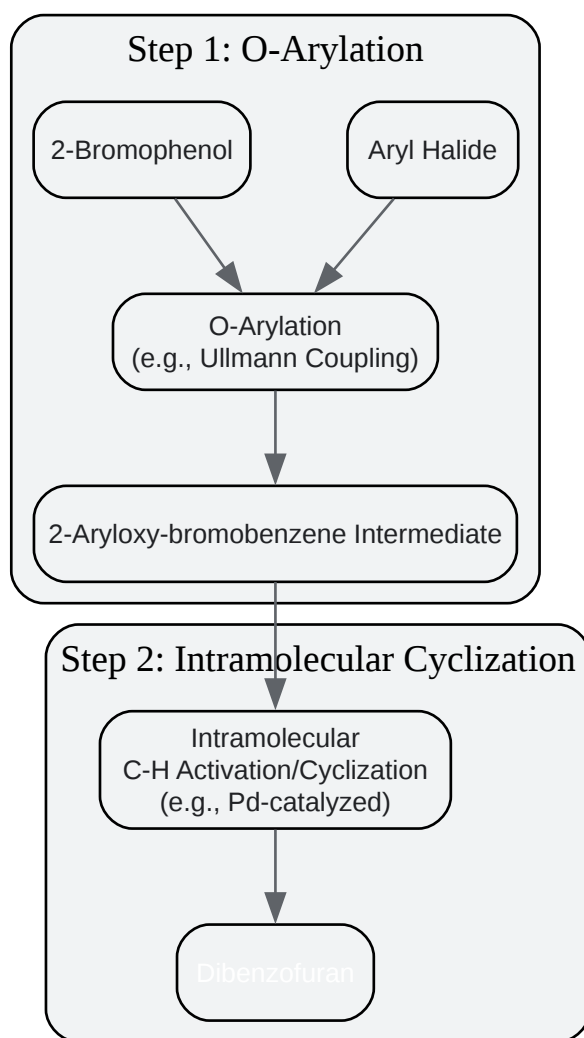 Step 1: O-Arylation
2-Bromophenol
Aryl Halide
O-Arylation
(e.g., Ullmann Coupling)
2-Aryloxy-bromobenzene Intermediate
Step 2: Intramolecular Cyclization
Intramolecular
C-H Activation/Cyclization
(e.g., Pd-catalyzed)
Dibenzofuran